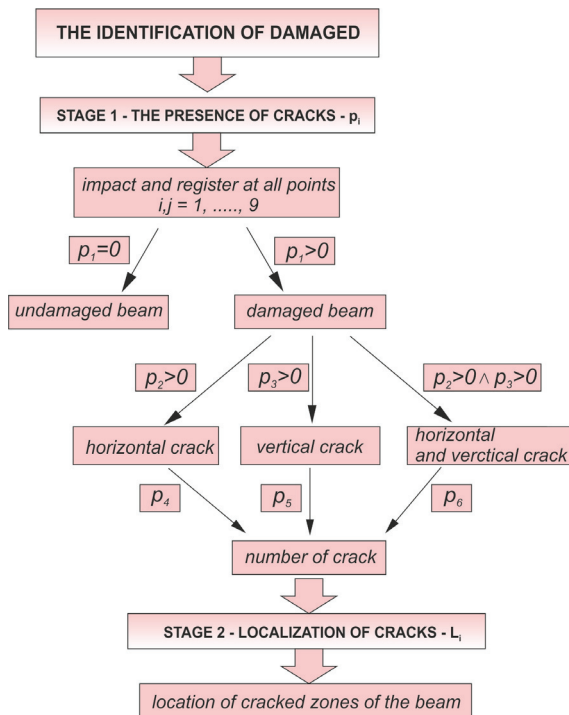 THE IDENTIFICATION OF DAMAGED
STAGE 1 - THE PRESENCE OF CRACKS - pi
impact and register at all points
i,j = 1, ....., 9
p1=0
p1>0
undamaged beam
damaged beam
p2>0
p3>0
p2>0 ∧ p3>0
horizontal crack
vertical crack
horizontal
and verctical crack
p4
p5
p6
number of crack
STAGE 2 - LOCALIZATION OF CRACKS - Li
location of cracked zones of the beam